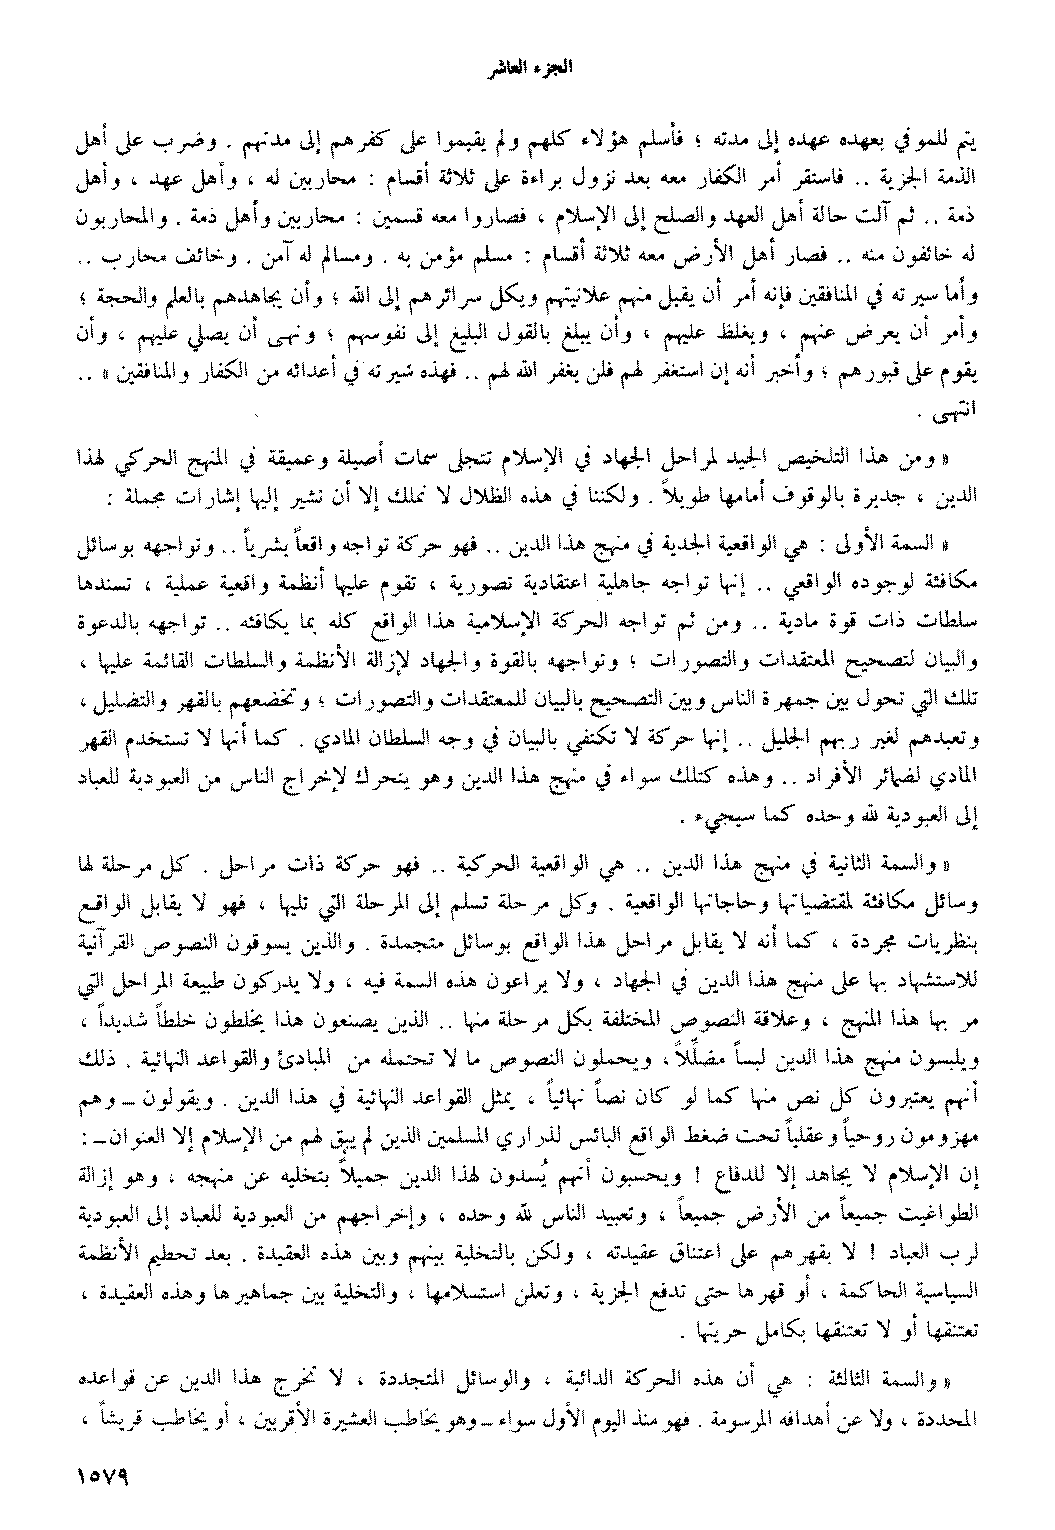 الجزء العاشر
يتم للموفي بعهده عهده إلى مدته ؛ فأسلم هؤلاء كلهم ولم يقيموا على كفرهم إلى مدتهم . وضرب على أهل
الذمة الجزية .. فاستقر أمر الكفار معه بعد نزول براءة على ثلاثة أقسام : محاربين له ، وأهل عهد ، وأهل
ذمة .. ثم آلت حالة أهل العهد والصلح إلى الإسلام ، فصاروا معه قسمين : محاربين وأهل ذمة . والمحاربون
له خائفون منه .. فصار أهل الأرض معه ثلاثة أقسام : مسلم مؤمن به . ومسالم له آمن . وخائف محارب ..
وأما سيرته في المنافقين فإنه أمر أن يقبل منهم علانيتهم ويكل سرائرهم إلى الله ؛ وأن يجاهدهم بالعلم والحجة ؛
وأمر أن يعرض عنهم ، ويغلظ عليهم ، وأن يبلغ بالقول البليغ إلى نفوسهم ؛ ونهى أن يصلي عليهم ، وأن
يقوم على قبورهم ؛ وأخبر أنه إن استغفر لهم فلن يغفر الله لهم .. فهذه سيرته في أعدائه من الكفار والمنافقين » ..
انتهى .
« ومن هذا التلخيص الجيد لمراحل الجهاد في الإسلام تتجلى سمات أصيلة وعميقة في المنهج الحركي لهذا
الدين ، جديرة بالوقوف أمامها طويلاً . ولكننا في هذه الظلال لا نملك إلا أن نشير إليها إشارات مجملة :
« السمة الأولى : هي الواقعية الجدية في منهج هذا الدين .. فهو حركة تواجه واقعاً بشرياً .. وتواجهه بوسائل
مكافئة لوجوده الواقعي .. إنها تواجه جاهلية اعتقادية تصورية ، تقوم عليها أنظمة واقعية عملية ، تسندها
سلطات ذات قوة مادية .. ومن ثم تواجه الحركة الإسلامية هذا الواقع كله بما يكافئه .. تواجهه بالدعوة
والبيان لتصحيح المعتقدات والتصورات ؛ وتواجهه بالقوة والجهاد لإزالة الأنظمة والسلطات القائمة عليها ،
تلك التي تحول بين جمهرة الناس وبين التصحيح بالبيان للمعتقدات والتصورات ؛ وتخضعهم بالقهر والتضليل ،
وتعبدهم لغير ربهم الجليل .. إنها حركة لا تكتفي بالبيان في وجه السلطان المادي . كما أنها لا تستخدم القهر
المادي لضمائر الأفراد .. وهذه كتلك سواء في منهج هذا الدين وهو يتحرك لإخراج الناس من العبودية للعباد
إلى العبودية لله وحده كما سيجيء .
« والسمة الثانية في منهج هذا الدين .. هي الواقعية الحركية .. فهو حركة ذات مراحل . كل مرحلة لها
وسائل مكافئة لمقتضياتها وحاجاتها الواقعية . وكل مرحلة تسلم إلى المرحلة التي تليها ، فهو لا يقابل الواقع
بنظريات مجردة ، كما أنه لا يقابل مراحل هذا الواقع بوسائل متجمدة . والذين يسوقون النصوص القرآنية
للاستشهاد بها على منهج هذا الدين في الجهاد ، ولا يراعون هذه السمة فيه ، ولا يدركون طبيعة المراحل التي
مر بها هذا المنهج ، وعلاقة النصوص المختلفة بكل مرحلة منها .. الذين يصنعون هذا يخلطون خلطاً شديداً ،
ويلبسون منهج هذا الدين لبساً مضلِّلاً ، ويحملون النصوص ما لا تحتمله من المبادئ والقواعد النهائية . ذلك
أنهم يعتبرون كل نص منها كما لو كان نصاً نهائياً ، يمثل القواعد النهائية في هذا الدين . ويقولون – وهم
مهزومون روحياً وعقلياً تحت ضغط الواقع البائس لذراري المسلمين الذين لم يبق لهم من الإسلام إلا العنوان – :
إن الإسلام لا يجاهد إلا للدفاع ! ويحسبون أنهم يُسدون لهذا الدين جميلاً بتخليه عن منهجه ، وهو إزالة
الطواغيت جميعاً من الأرض جميعاً ، وتعبيد الناس لله وحده ، وإخراجهم من العبودية للعباد إلى العبودية
لرب العباد ! لا بقهرهم على اعتناق عقيدته ، ولكن بالتخلية بينهم وبين هذه العقيدة . بعد تحطيم الأنظمة
السياسية الحاكمة ، أو قهرها حتى تدفع الجزية ، وتعلن استسلامها ، والتخلية بين جماهيرها وهذه العقيدة ،
تعتنقها أو لا تعتنقها بكامل حريتها .
« والسمة الثالثة : هي أن هذه الحركة الدائبة ، والوسائل المتجددة ، لا تخرج هذا الدين عن قواعده
المحددة ، ولا عن أهدافه المرسومة . فهو منذ اليوم الأول سواء – وهو يخاطب العشيرة الأقربين ، أو يخاطب قريشاً ،
١٥٧٩